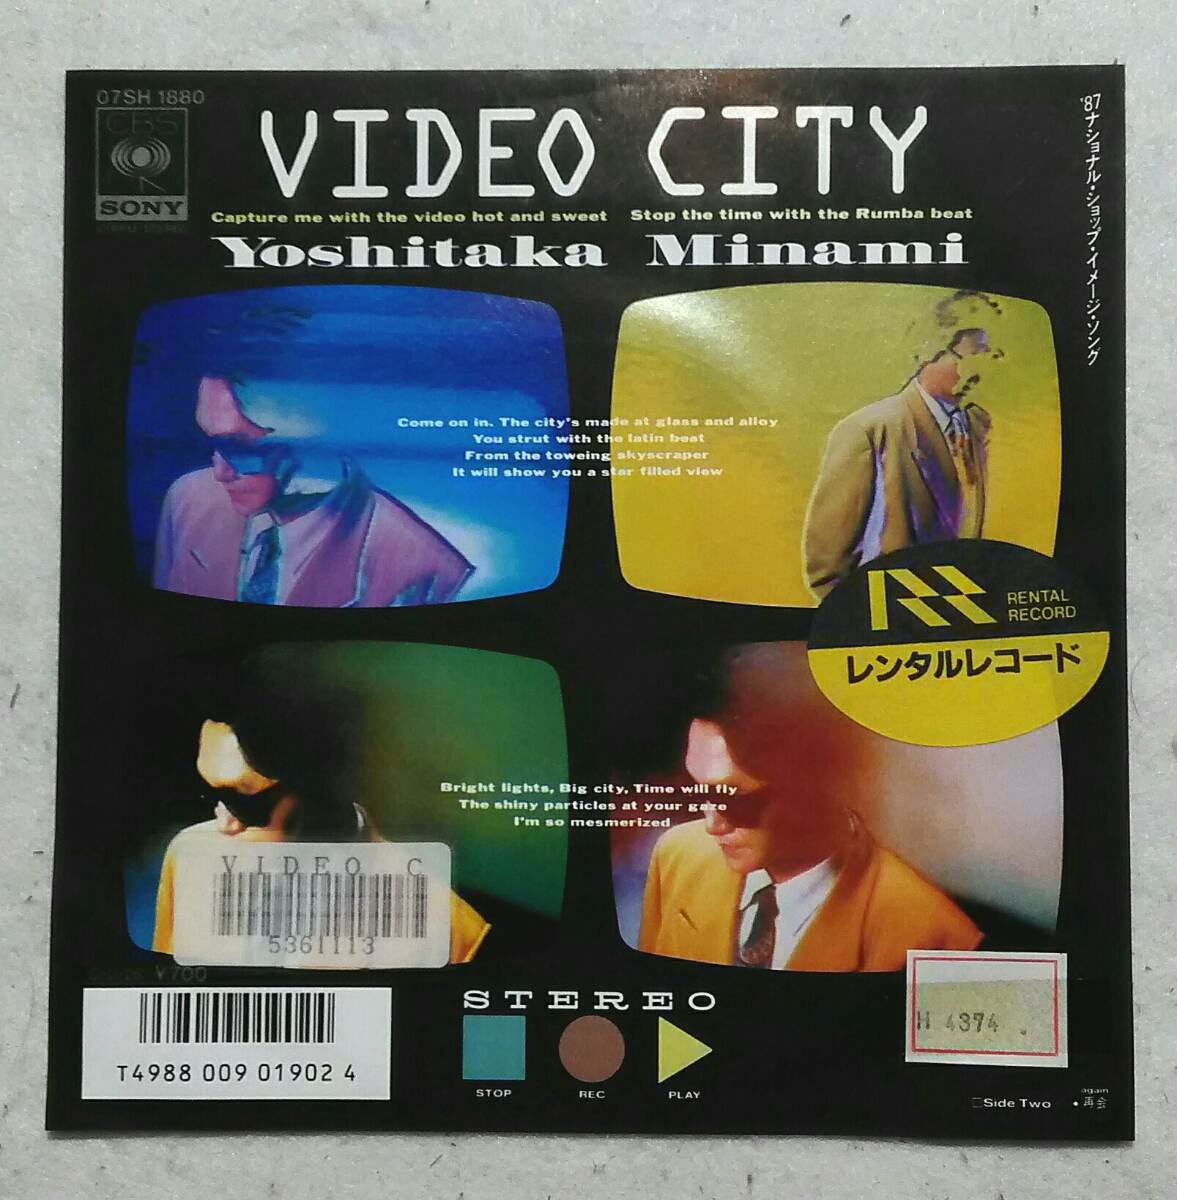 07SH 1880
CBS
SONY
VIDEO CITY
Capture me with the video hot and sweet Stop the time with the Rumba beat
Yoshitaka Minami
'87ナショナル・ショップ・イメージ・ソング
Come on in. The city's made at glass and alloy
You strut with the latin beat
From the toweing skyscraper
It will show you a star filled view
RENTAL
RECORD
レンタルレコード
Bright lights, Big city, Time will fly
The shiny particles at your gaze
I'm so mesmerized
VIDEO C
5361113
¥700
T4988 009 01902 4
STEREO
STOP REC PLAY
H 4374
Side Two
again
•再会